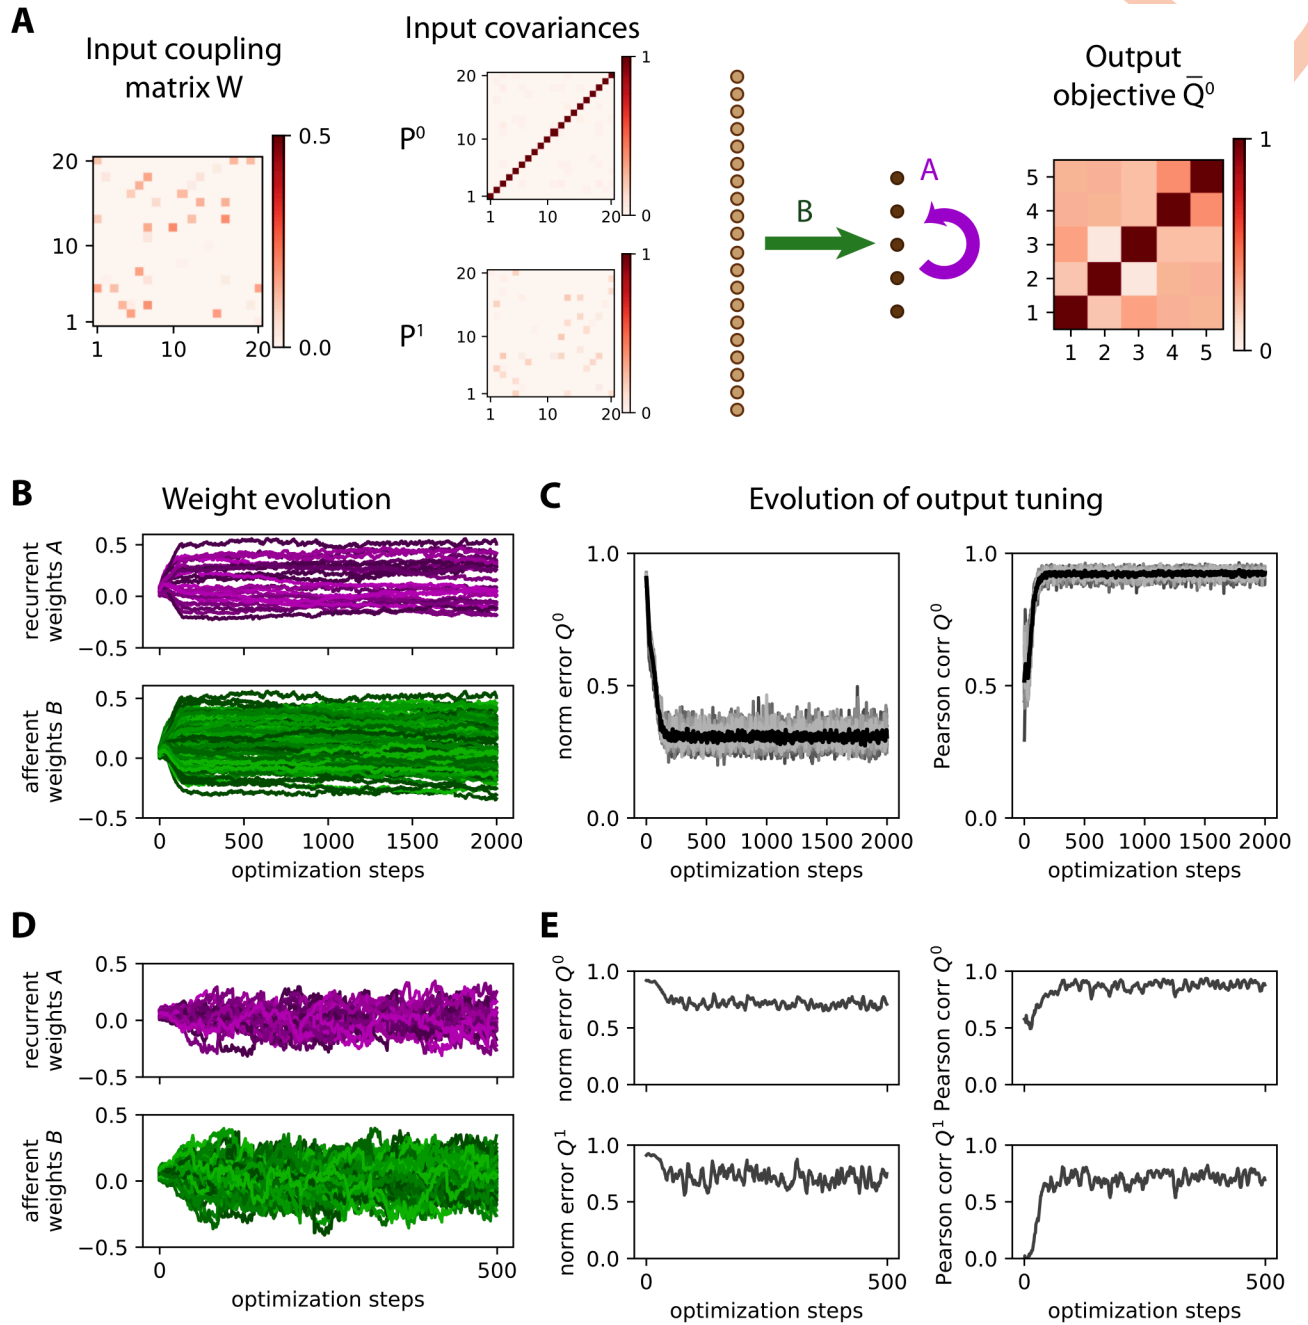 A
Input coupling
matrix W
0.5
20
10
1
1 10 20
0.0
Input covariances
P⁰
20
10
1
1 10 20
1
0
P¹
20
10
1
1 10 20
1
0
B
A
Output
objective Q̅⁰
5
4
3
2
1
1 2 3 4 5
1
0
B
Weight evolution
recurrent
weights A
0.5
0.0
−0.5
afferent
weights B
0.5
0.0
−0.5
0 500 1000 1500 2000
optimization steps
C
Evolution of output tuning
norm error Q⁰
1.0
0.5
0.0
0 500 1000 1500 2000
optimization steps
Pearson corr Q⁰
1.0
0.5
0.0
0 500 1000 1500 2000
optimization steps
D
recurrent
weights A
0.5
0.0
−0.5
afferent
weights B
0.5
0.0
−0.5
0 500
optimization steps
E
norm error Q⁰
1.0
0.5
0.0
Pearson corr Q⁰
1.0
0.5
0.0
norm error Q¹
1.0
0.5
0.0
0 500
optimization steps
Pearson corr Q¹
1.0
0.5
0.0
0 500
optimization steps